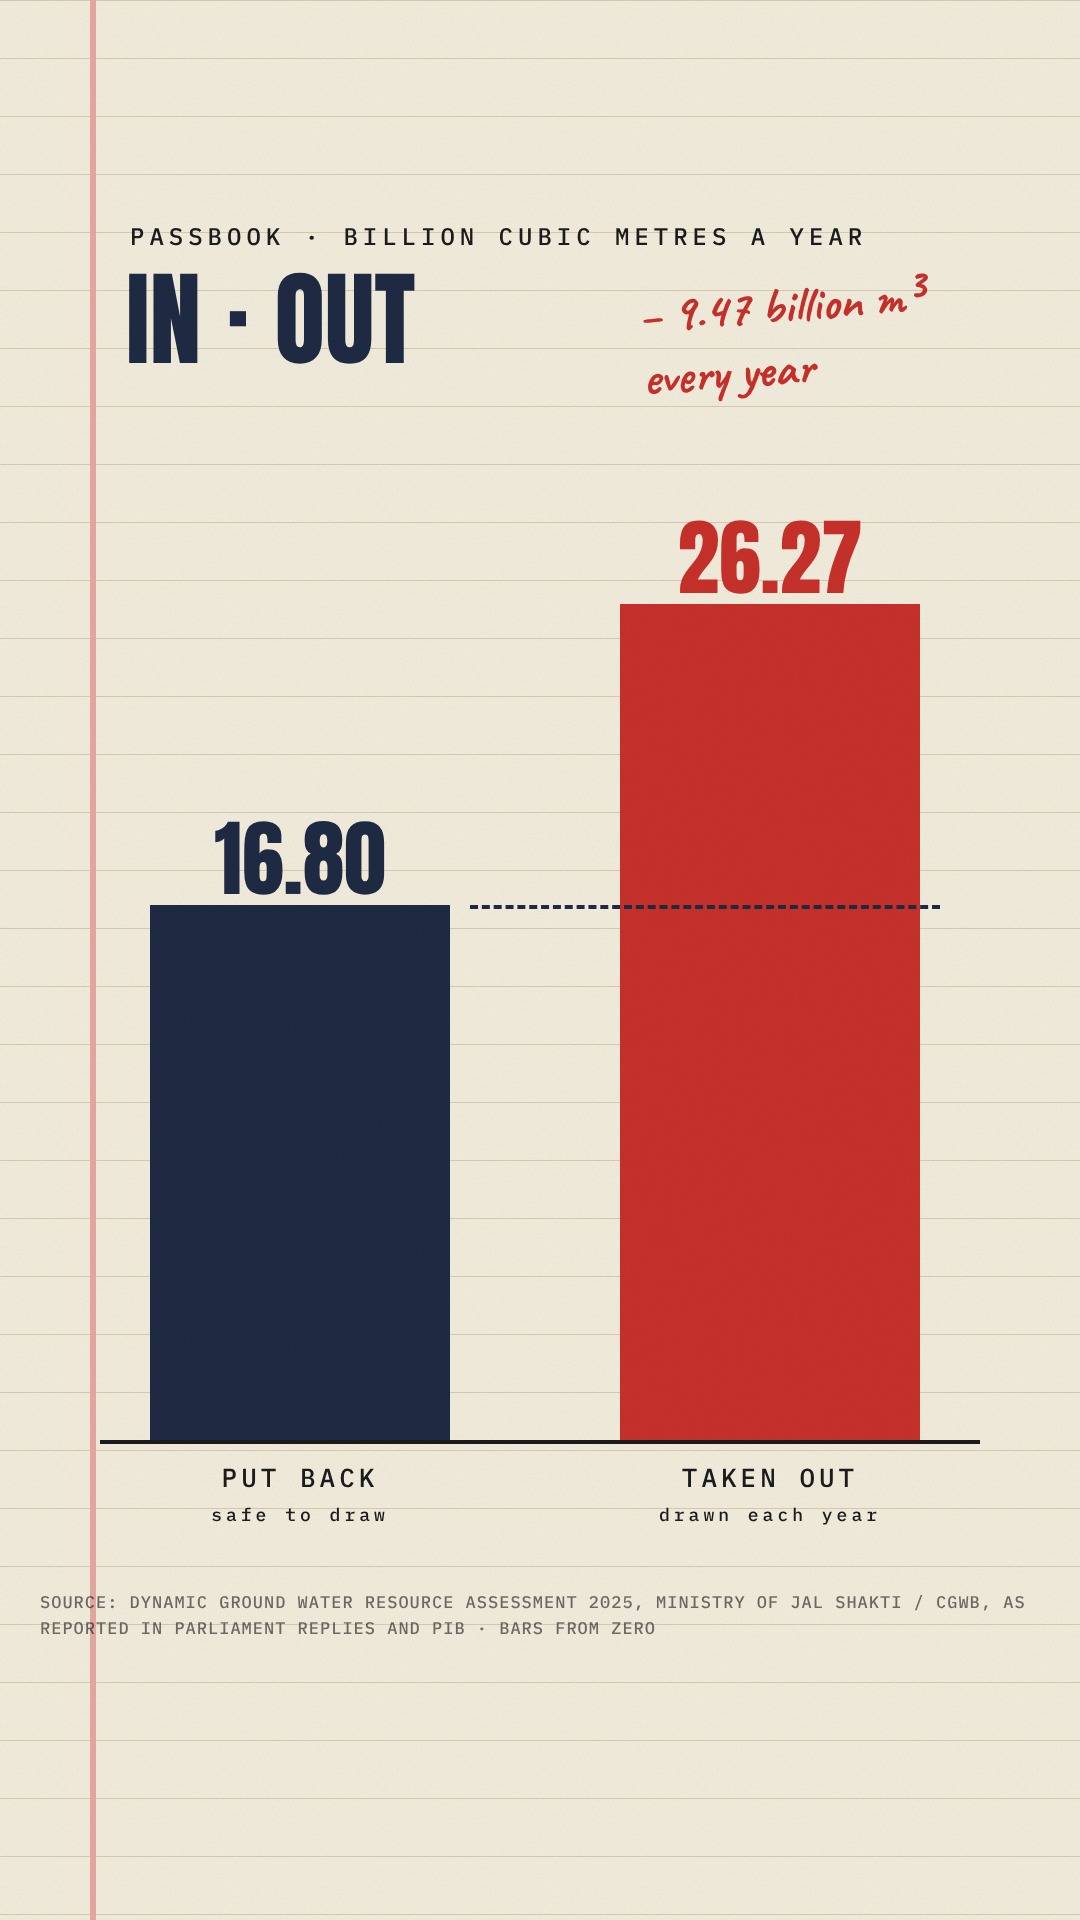 PASSBOOK · BILLION CUBIC METRES A YEAR
IN · OUT
– 9.47 billion m³
every year
26.27
16.80
PUT BACK
safe to draw
TAKEN OUT
drawn each year
SOURCE: DYNAMIC GROUND WATER RESOURCE ASSESSMENT 2025, MINISTRY OF JAL SHAKTI / CGWB, AS
REPORTED IN PARLIAMENT REPLIES AND PIB · BARS FROM ZERO